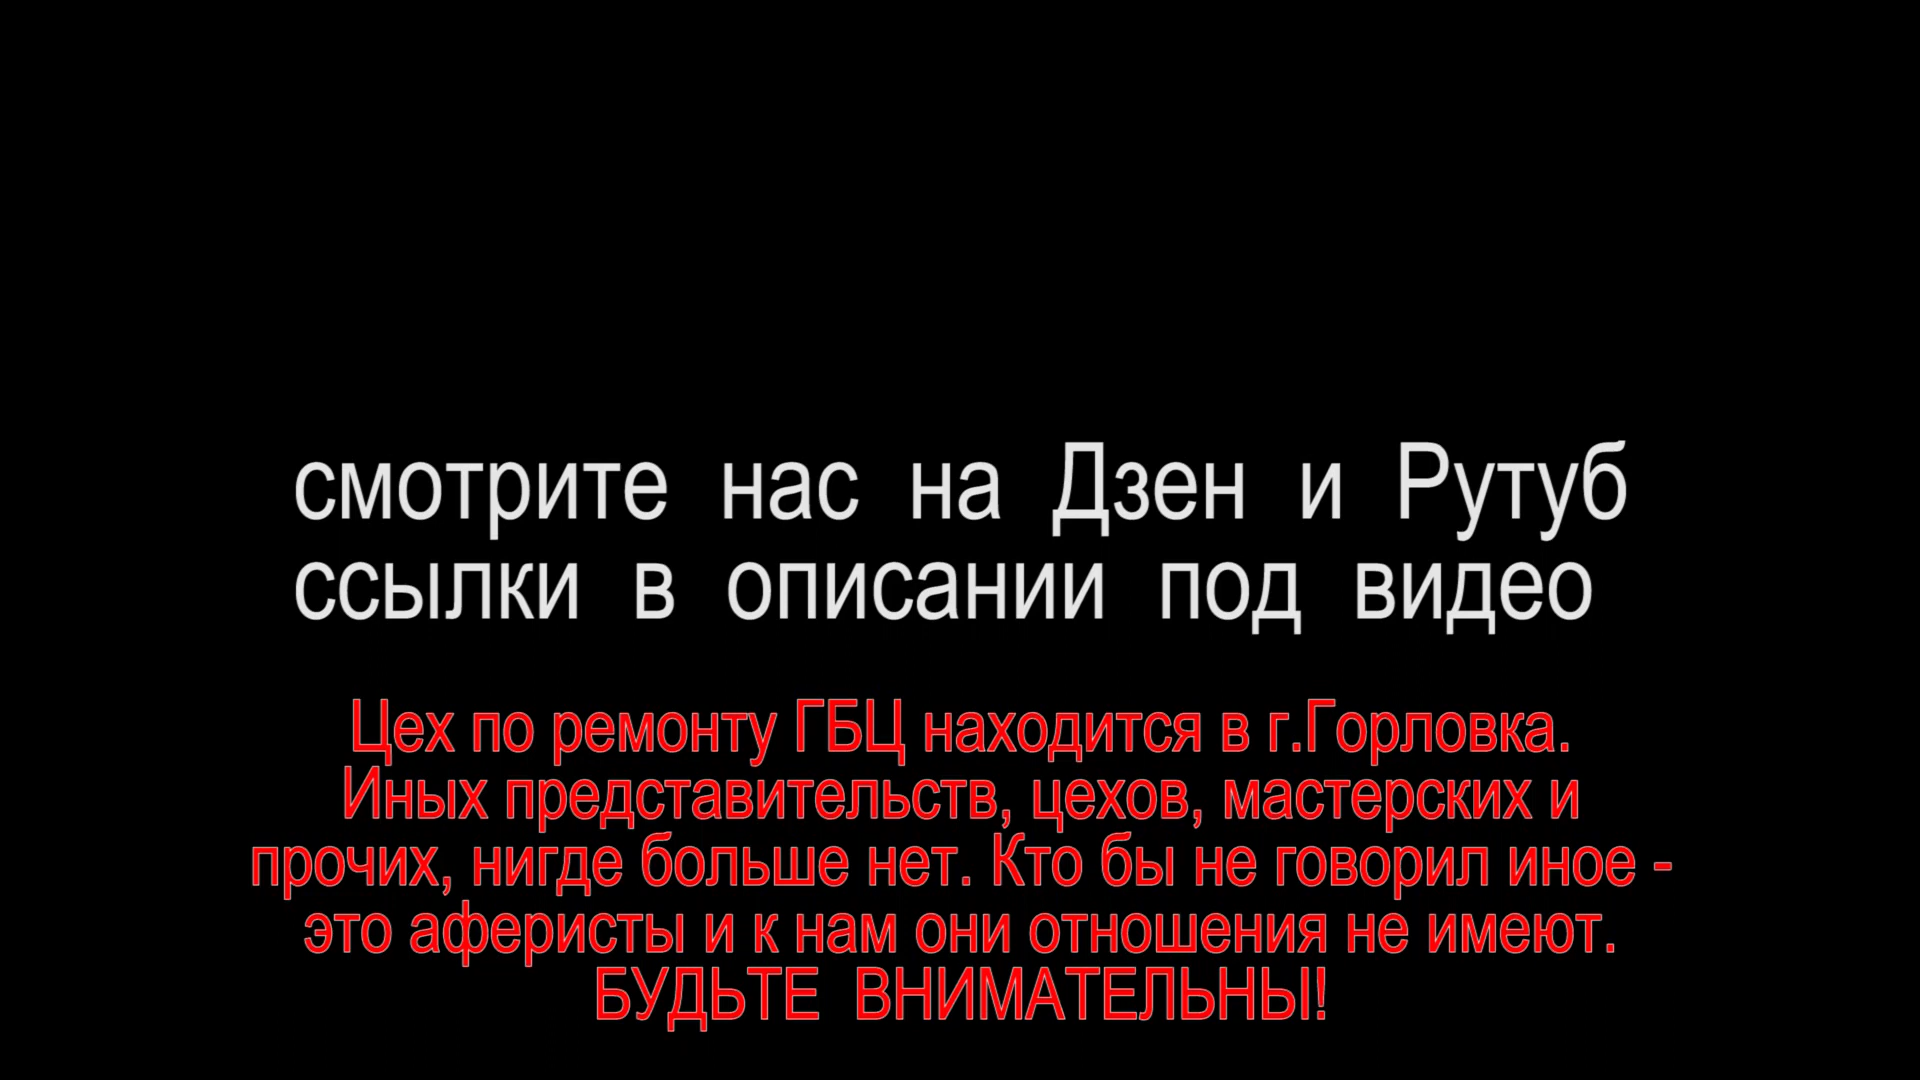 смотрите нас на Дзен и Рутуб
ссылки в описании под видео
Цех по ремонту ГБЦ находится в г.Горловка.
Иных представительств, цехов, мастерских и
прочих, нигде больше нет. Кто бы не говорил иное -
это аферисты и к нам они отношения не имеют.
БУДЬТЕ ВНИМАТЕЛЬНЫ!